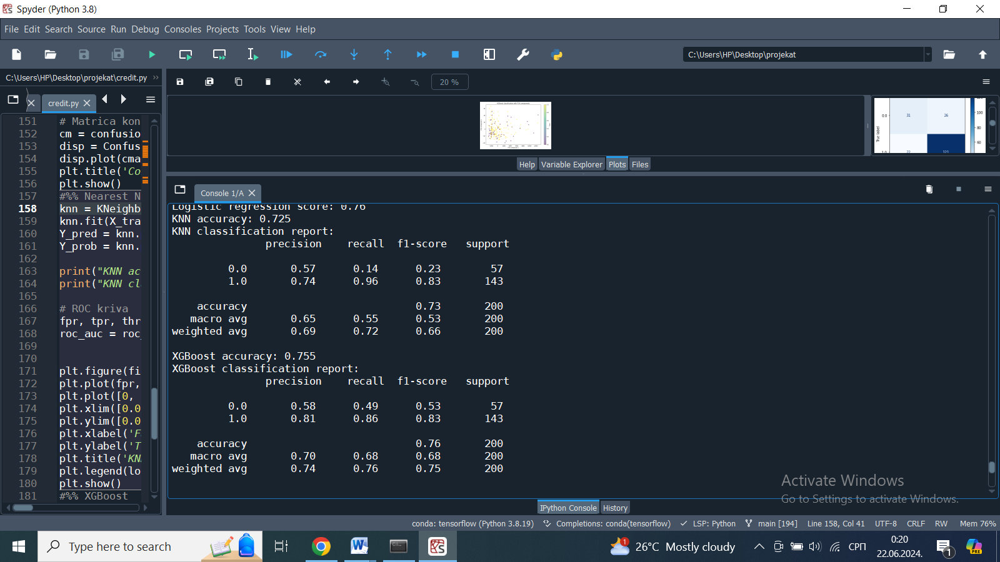 Spyder (Python 3.8)
File Edit Search Source Run Debug Consoles Projects Tools View Help
C:\Users\HP\Desktop\projekat
C:\Users\HP\Desktop\projekat\credit.py
20 %
credit.py
151 # Matrica kon
152 cm = confusio
153 disp = Confus
154 disp.plot(cma
155 plt.title('Co
156 plt.show()
157 #%% Nearest N
158 knn = KNeighb
159 knn.fit(X_tra
160 Y_pred = knn.
161 Y_prob = knn.
162
163 print("KNN ac
164 print("KNN cl
165
166 # ROC kriva
167 fpr, tpr, thr
168 roc_auc = roc_
169
170
171 plt.figure(fi
172 plt.plot(fpr,
173 plt.plot([0,
174 plt.xlim([0.0
175 plt.ylim([0.0
176 plt.xlabel('F
177 plt.ylabel('T
178 plt.title('KN
179 plt.legend(lo
180 plt.show()
181 #%% XGBoost
True label
0.0
31 26
22 121
100
80
60
Help Variable Explorer Plots Files
Console 1/A
Logistic regression score: 0.76
KNN accuracy: 0.725
KNN classification report:
precision recall f1-score support
0.0 0.57 0.14 0.23 57
1.0 0.74 0.96 0.83 143
accuracy 0.73 200
macro avg 0.65 0.55 0.53 200
weighted avg 0.69 0.72 0.66 200
XGBoost accuracy: 0.755
XGBoost classification report:
precision recall f1-score support
0.0 0.58 0.49 0.53 57
1.0 0.81 0.86 0.83 143
accuracy 0.76 200
macro avg 0.70 0.68 0.68 200
weighted avg 0.74 0.76 0.75 200
Activate Windows
Go to Settings to activate Windows.
IPython Console History
conda: tensorflow (Python 3.8.19) Completions: conda(tensorflow) LSP: Python main [194] Line 158, Col 41 UTF-8 CRLF RW Mem 76%
Type here to search
1
26°C Mostly cloudy
СРП
0:20
22.06.2024.
1
PRE